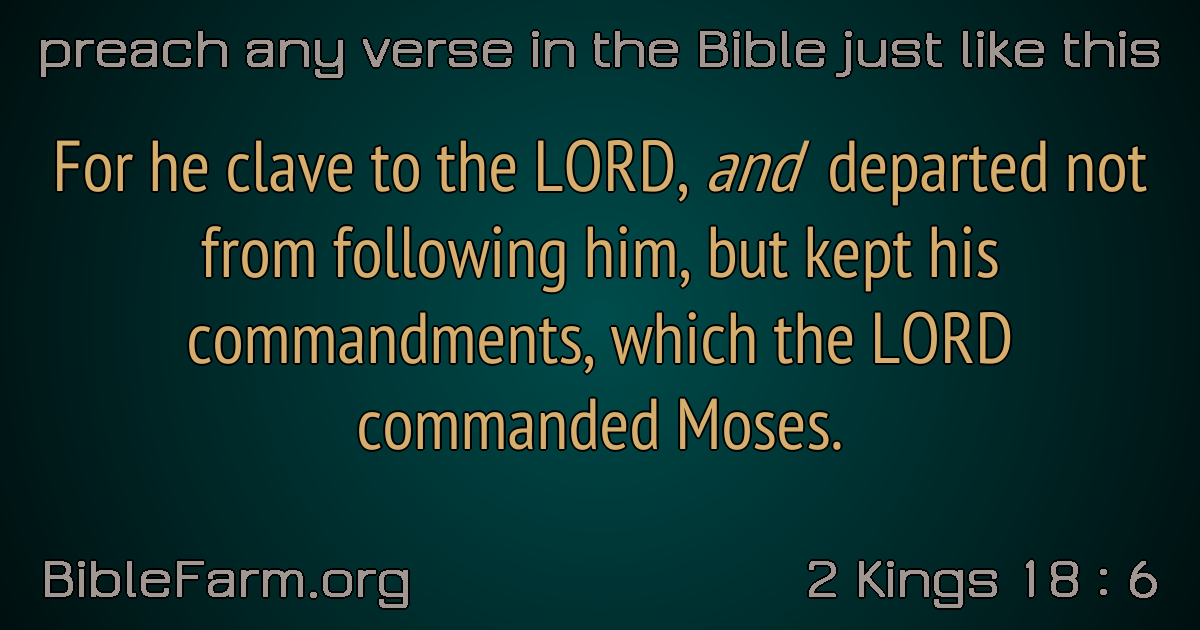 preach any verse in the Bible just like this
For he clave to the LORD, and departed not
from following him, but kept his
commandments, which the LORD
commanded Moses.
BibleFarm.org
2 Kings 18 : 6